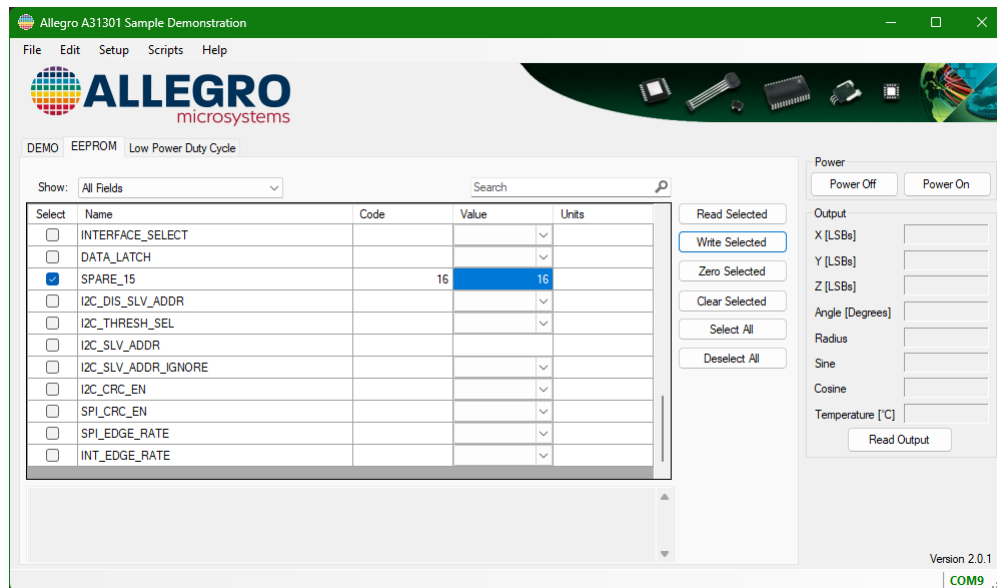 Allegro A31301 Sample Demonstration
File Edit Setup Scripts Help
ALLEGRO
microsystems
DEMO EEPROM Low Power Duty Cycle
Show: All Fields Search
Select Name Code Value Units
INTERFACE_SELECT
DATA_LATCH
SPARE_15 16 16
I2C_DIS_SLV_ADDR
I2C_THRESH_SEL
I2C_SLV_ADDR
I2C_SLV_ADDR_IGNORE
I2C_CRC_EN
SPI_CRC_EN
SPI_EDGE_RATE
INT_EDGE_RATE
Read Selected
Write Selected
Zero Selected
Clear Selected
Select All
Deselect All
Power
Power Off Power On
Output
X [LSBs]
Y [LSBs]
Z [LSBs]
Angle [Degrees]
Radius
Sine
Cosine
Temperature [°C]
Read Output
Version 2.0.1
COM9